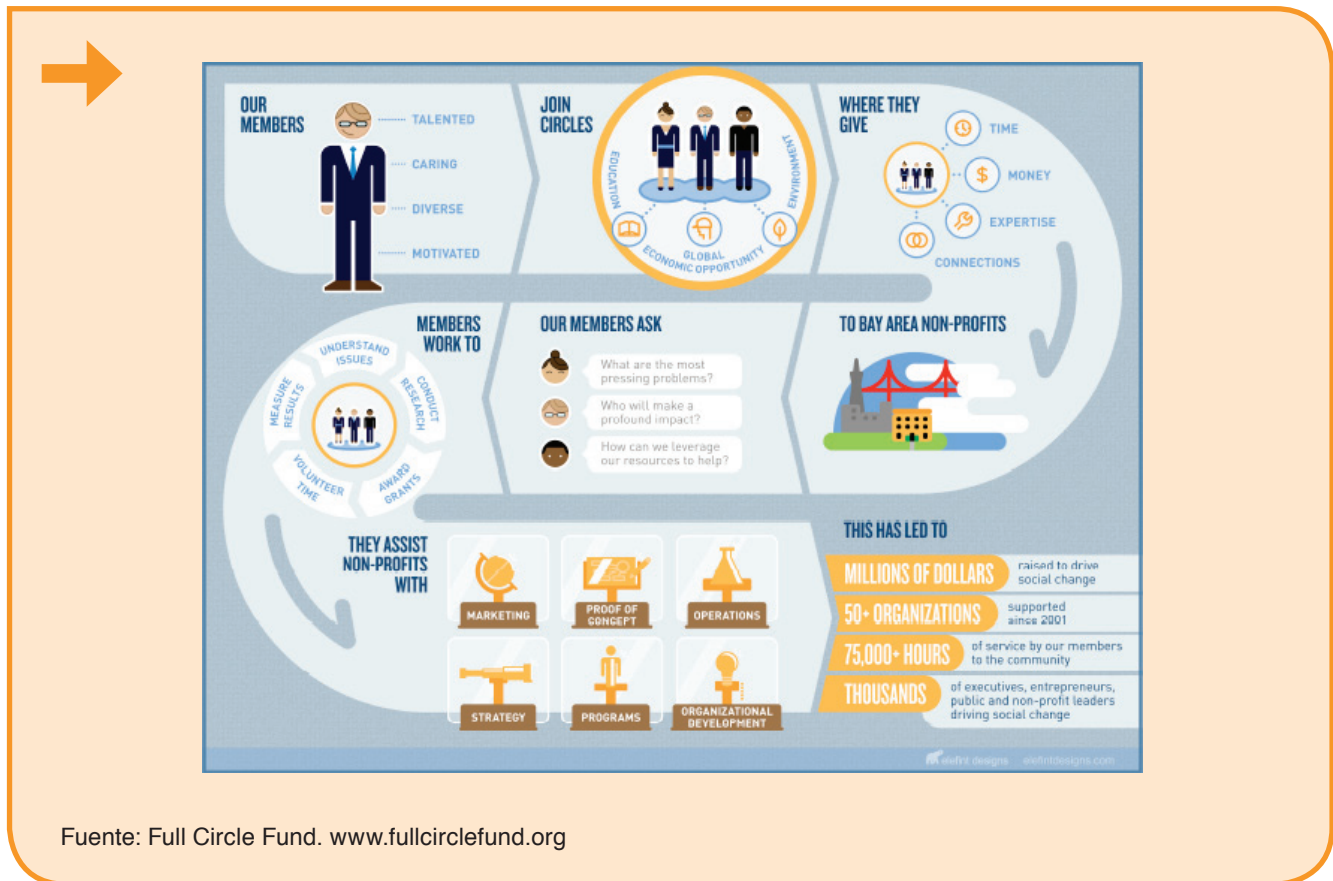 OUR
MEMBERS
TALENTED
CARING
DIVERSE
MOTIVATED
JOIN
CIRCLES
EDUCATION
GLOBAL
ECONOMIC OPPORTUNITY
ENVIRONMENT
WHERE THEY
GIVE
TIME
$
MONEY
EXPERTISE
CONNECTIONS
TO BAY AREA NON-PROFITS
OUR MEMBERS ASK
What are the most
pressing problems?
Who will make a
profound impact?
How can we leverage
our resources to help?
MEMBERS
WORK TO
UNDERSTAND
ISSUES
CONDUCT
RESEARCH
AWARD
GRANTS
VOLUNTEER
TIME
MEASURE
RESULTS
THEY ASSIST
NON-PROFITS
WITH
MARKETING
PROOF OF
CONCEPT
OPERATIONS
STRATEGY
PROGRAMS
ORGANIZATIONAL
DEVELOPMENT
THIS HAS LED TO
MILLIONS OF DOLLARS
raised to drive
social change
50+ ORGANIZATIONS
supported
since 2001
75,000+ HOURS
of service by our members
to the community
THOUSANDS
of executives, entrepreneurs,
public and non-profit leaders
driving social change
elefint designs elefintdesigns.com
Fuente: Full Circle Fund. www.fullcirclefund.org